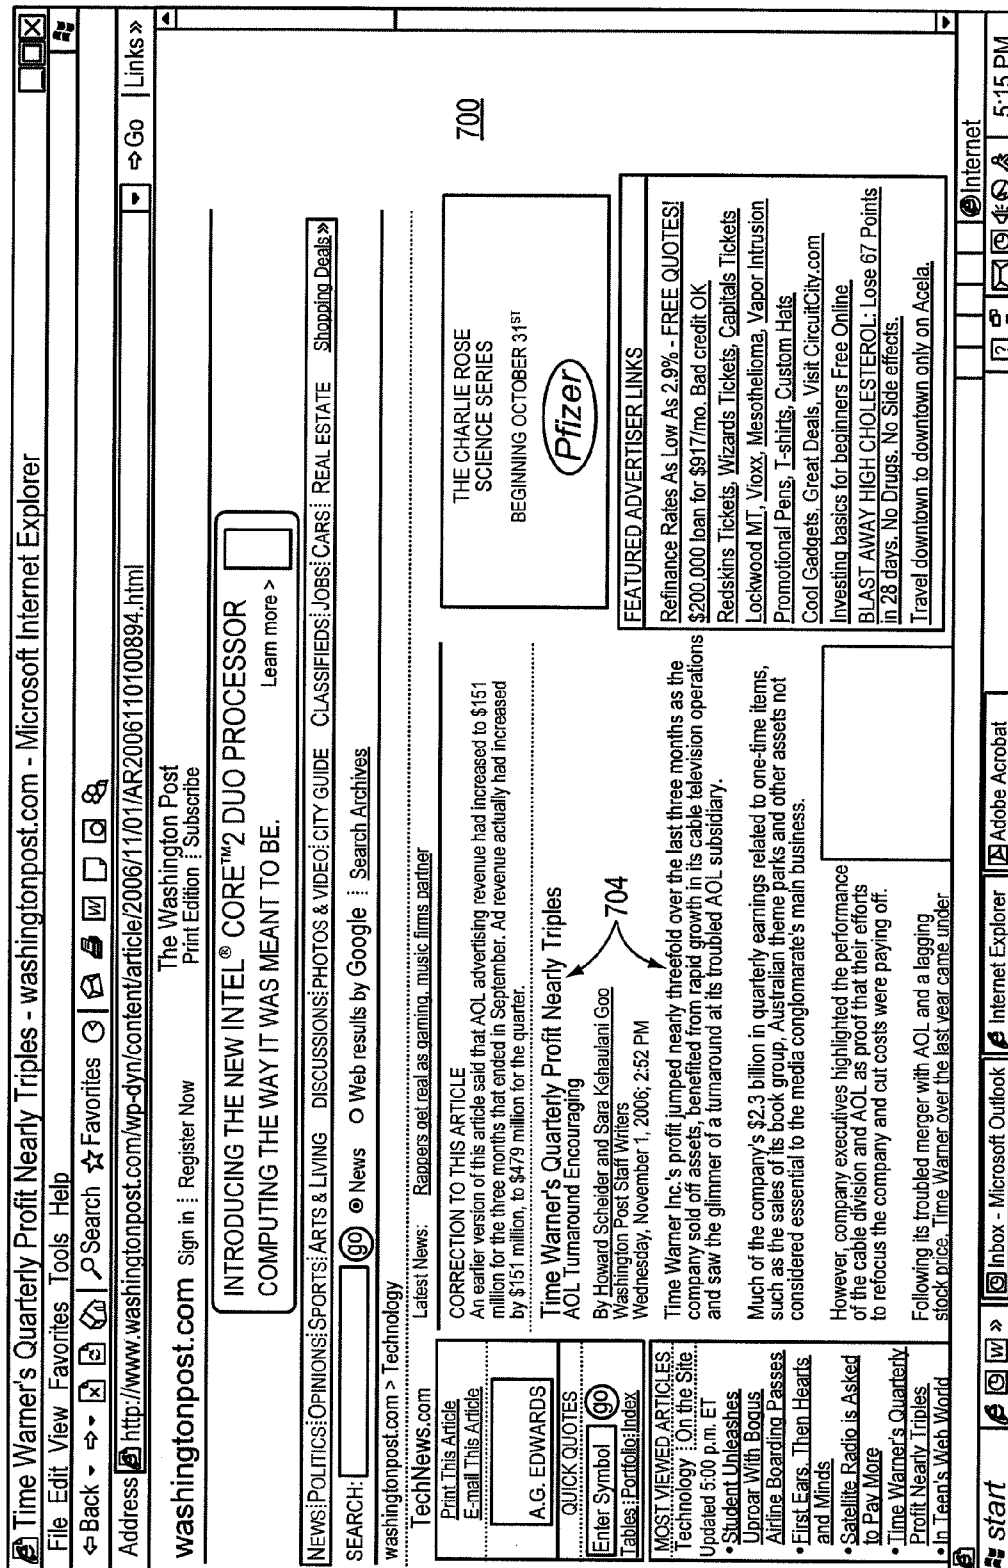 Time Warner's Quarterly Profit Nearly Triples - washingtonpost.com - Microsoft Internet Explorer
File Edit View Favorites Tools Help
Back Search Favorites
Address http://www.washingtonpost.com/wp-dyn/content/article/2006/11/01/AR2006110100894.html Go Links »
washingtonpost.com Sign in Register Now
The Washington Post
Print Edition Subscribe
INTRODUCING THE NEW INTEL® CORE™2 DUO PROCESSOR
COMPUTING THE WAY IT WAS MEANT TO BE.
Learn more >
NEWS POLITICS OPINIONS SPORTS ARTS & LIVING DISCUSSIONS PHOTOS & VIDEO CITY GUIDE CLASSIFIEDS JOBS CARS REAL ESTATE Shopping Deals»
SEARCH: go News Web results by Google Search Archives
washingtonpost.com > Technology
TechNews.com Latest News: Rappers get real as gaming, music firms partner
Print This Article
E-mail This Article
A.G. EDWARDS
QUICK QUOTES
Enter Symbol go
Tables Portfolio Index
MOST VIEWED ARTICLES
Technology On the Site
Updated 5:00 p.m. ET
• Student Unleashes
Uproar With Bogus
Airline Boarding Passes
• First Ears, Then Hearts
and Minds
• Satellite Radio is Asked
to Pay More
• Time Warner's Quarterly
Profit Nearly Triples
• In Teen's Web World
CORRECTION TO THIS ARTICLE
An earlier version of this article said that AOL advertising revenue had increased to $151
million for the three months that ended in September. Ad revenue actually had increased
by $151 million, to $479 million for the quarter.
Time Warner's Quarterly Profit Nearly Triples
AOL Turnaround Encouraging
704
By Howard Scheider and Sara Kehaulani Goo
Washington Post Staff Writers
Wednesday, November 1, 2006; 2:52 PM
Time Warner Inc.'s profit jumped nearly threefold over the last three months as the
company sold off assets, benefited from rapid growth in its cable television operations
and saw the glimmer of a turnaround at its troubled AOL subsidiary.
Much of the company's $2.3 billion in quarterly earnings related to one-time items,
such as the sales of its book group, Australian theme parks and other assets not
considered essential to the media conglomarate's main business.
However, company executives highlighted the performance
of the cable division and AOL as proof that their efforts
to refocus the company and cut costs were paying off.
Following its troubled merger with AOL and a lagging
stock price, Time Warner over the last year came under
THE CHARLIE ROSE
SCIENCE SERIES
BEGINNING OCTOBER 31ST
Pfizer
700
FEATURED ADVERTISER LINKS
Refinance Rates As Low As 2.9% - FREE QUOTES!
$200,000 loan for $917/mo. Bad credit OK
Redskins Tickets, Wizards Tickets, Capitals Tickets
Lockwood MT, Vioxx, Mesothelioma, Vapor Intrusion
Promotional Pens, T-shirts, Custom Hats
Cool Gadgets. Great Deals, Visit CircuitCity.com
Investing basics for beginners Free Online
BLAST AWAY HIGH CHOLESTEROL: Lose 67 Points
in 28 days. No Drugs. No Side effects.
Travel downtown to downtown only on Acela.
Internet
start Inbox - Microsoft Outlook Internet Explorer Adobe Acrobat 5:15 PM